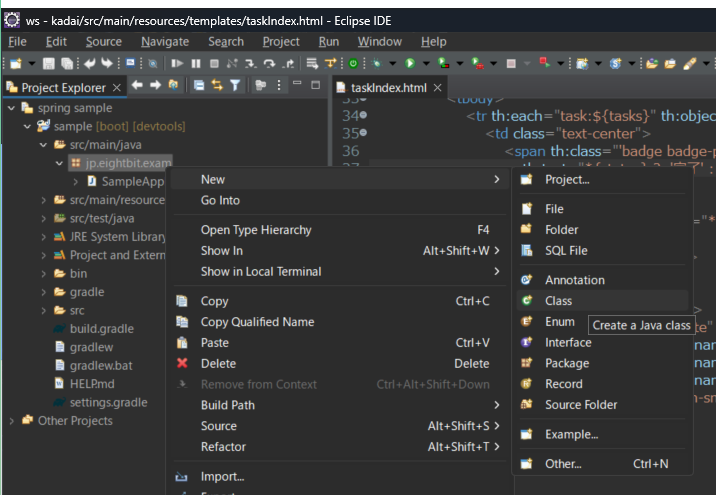 ws - kadai/src/main/resources/templates/taskIndex.html - Eclipse IDE
File Edit Source Navigate Search Project Run Window Help
Project Explorer
taskIndex.html
spring sample
sample [boot] [devtools]
src/main/java
jp.eightbit.exam
SampleApp
src/main/resource
src/test/java
JRE System Library
Project and Extern
bin
gradle
src
build.gradle
gradlew
gradlew.bat
HELP.md
settings.gradle
Other Projects
<tbody>
34 <tr th:each="task:${tasks}" th:objec
35 <td class="text-center">
36 <span th:class="'badge badge-p
New
Go Into
Open Type Hierarchy F4
Show In Alt+Shift+W >
Show in Local Terminal >
Copy Ctrl+C
Copy Qualified Name
Paste Ctrl+V
Delete Delete
Remove from Context Ctrl+Alt+Shift+Down
Build Path >
Source Alt+Shift+S >
Refactor Alt+Shift+T >
Import...
Project...
File
Folder
SQL File
Annotation
Class
Enum
Create a Java class
Interface
Package
Record
Source Folder
Example...
Other... Ctrl+N